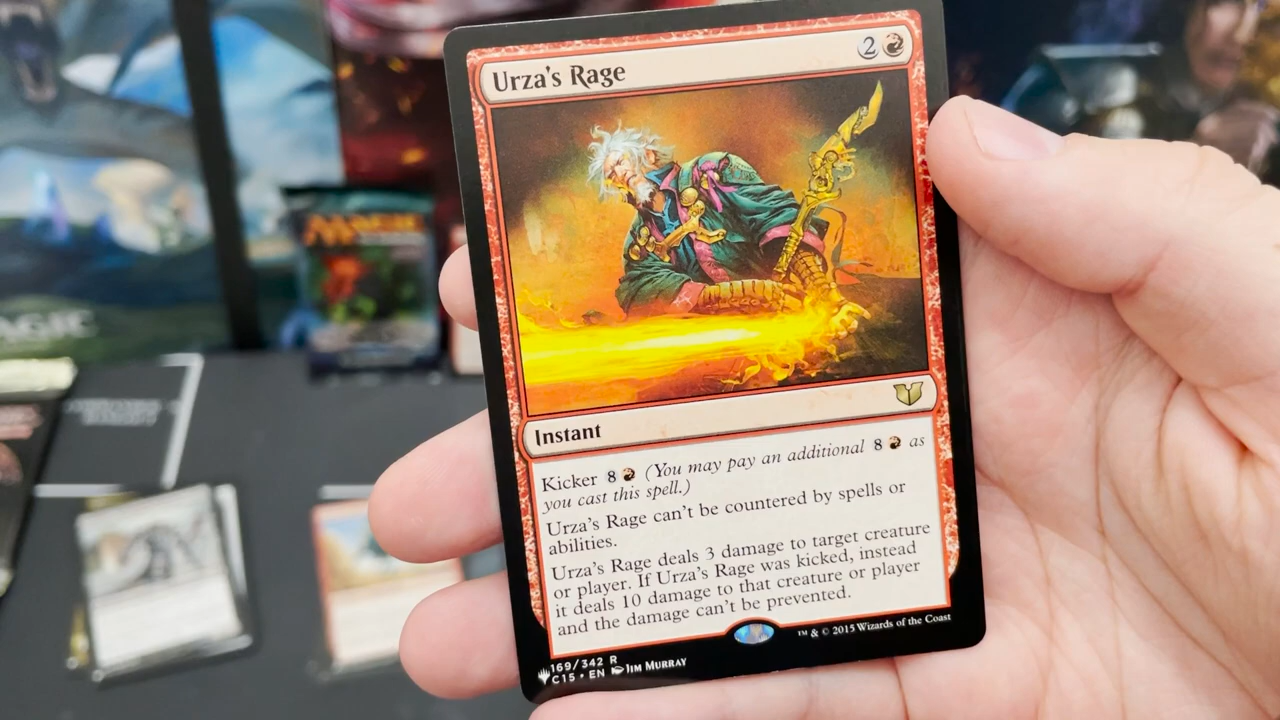 Urza's Rage
2
Instant
Kicker 8 (You may pay an additional 8 as
you cast this spell.)
Urza's Rage can't be countered by spells or
abilities.
Urza's Rage deals 3 damage to target creature
or player. If Urza's Rage was kicked, instead
it deals 10 damage to that creature or player
and the damage can't be prevented.
™ & © 2015 Wizards of the Coast
169/342 R
C15 • EN JIM MURRAY
MAGIC
AGIC